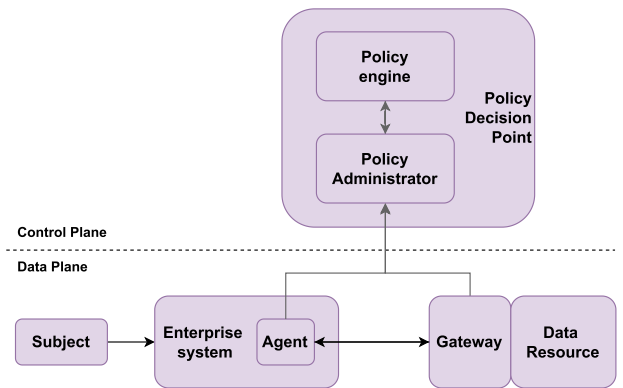 Policy
engine
Policy
Decision
Point
Policy
Administrator
Control Plane
Data Plane
Subject
Enterprise
system
Agent
Gateway
Data
Resource